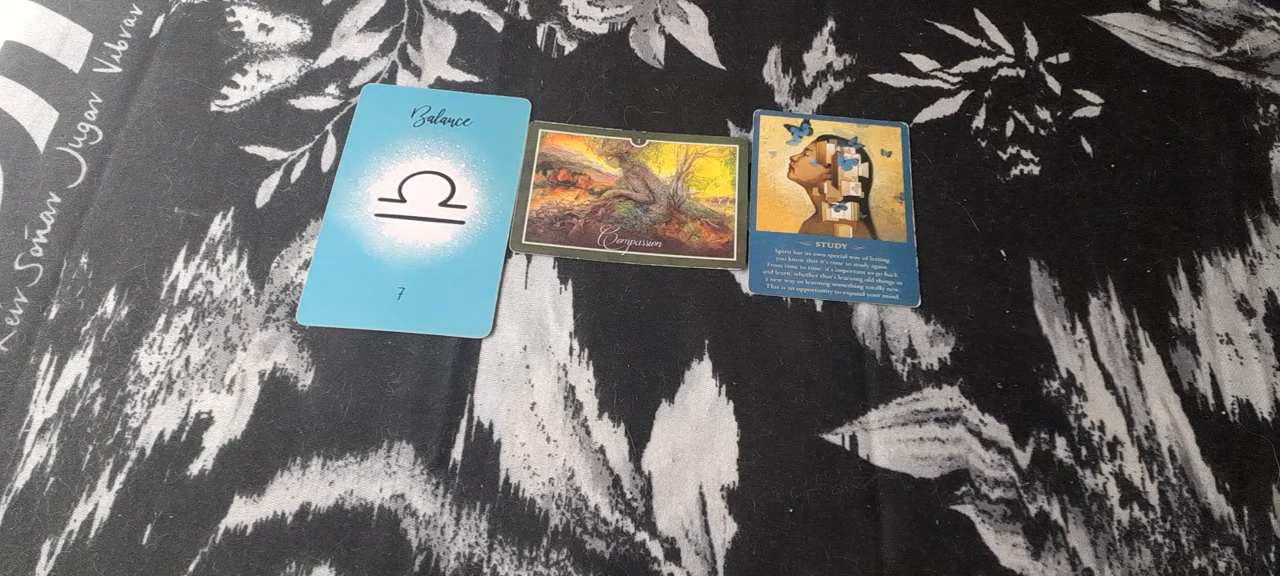 Reír Soñar Jugar Vibrar
Balance
7
Compassion
STUDY
Spirit has its own special way of letting
you know that it's time to study again.
From time to time, it's important to go back
and learn, whether that's learning old things in
a new way or learning something totally new.
This is an opportunity to expand your mind.